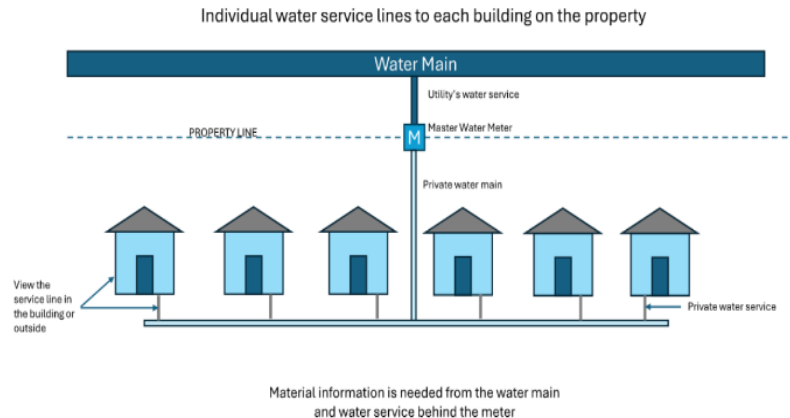 Individual water service lines to each building on the property
Water Main
Utility's water service
PROPERTY LINE
M
Master Water Meter
Private water main
View the
service line in
the building or
outside
Private water service
Material information is needed from the water main
and water service behind the meter